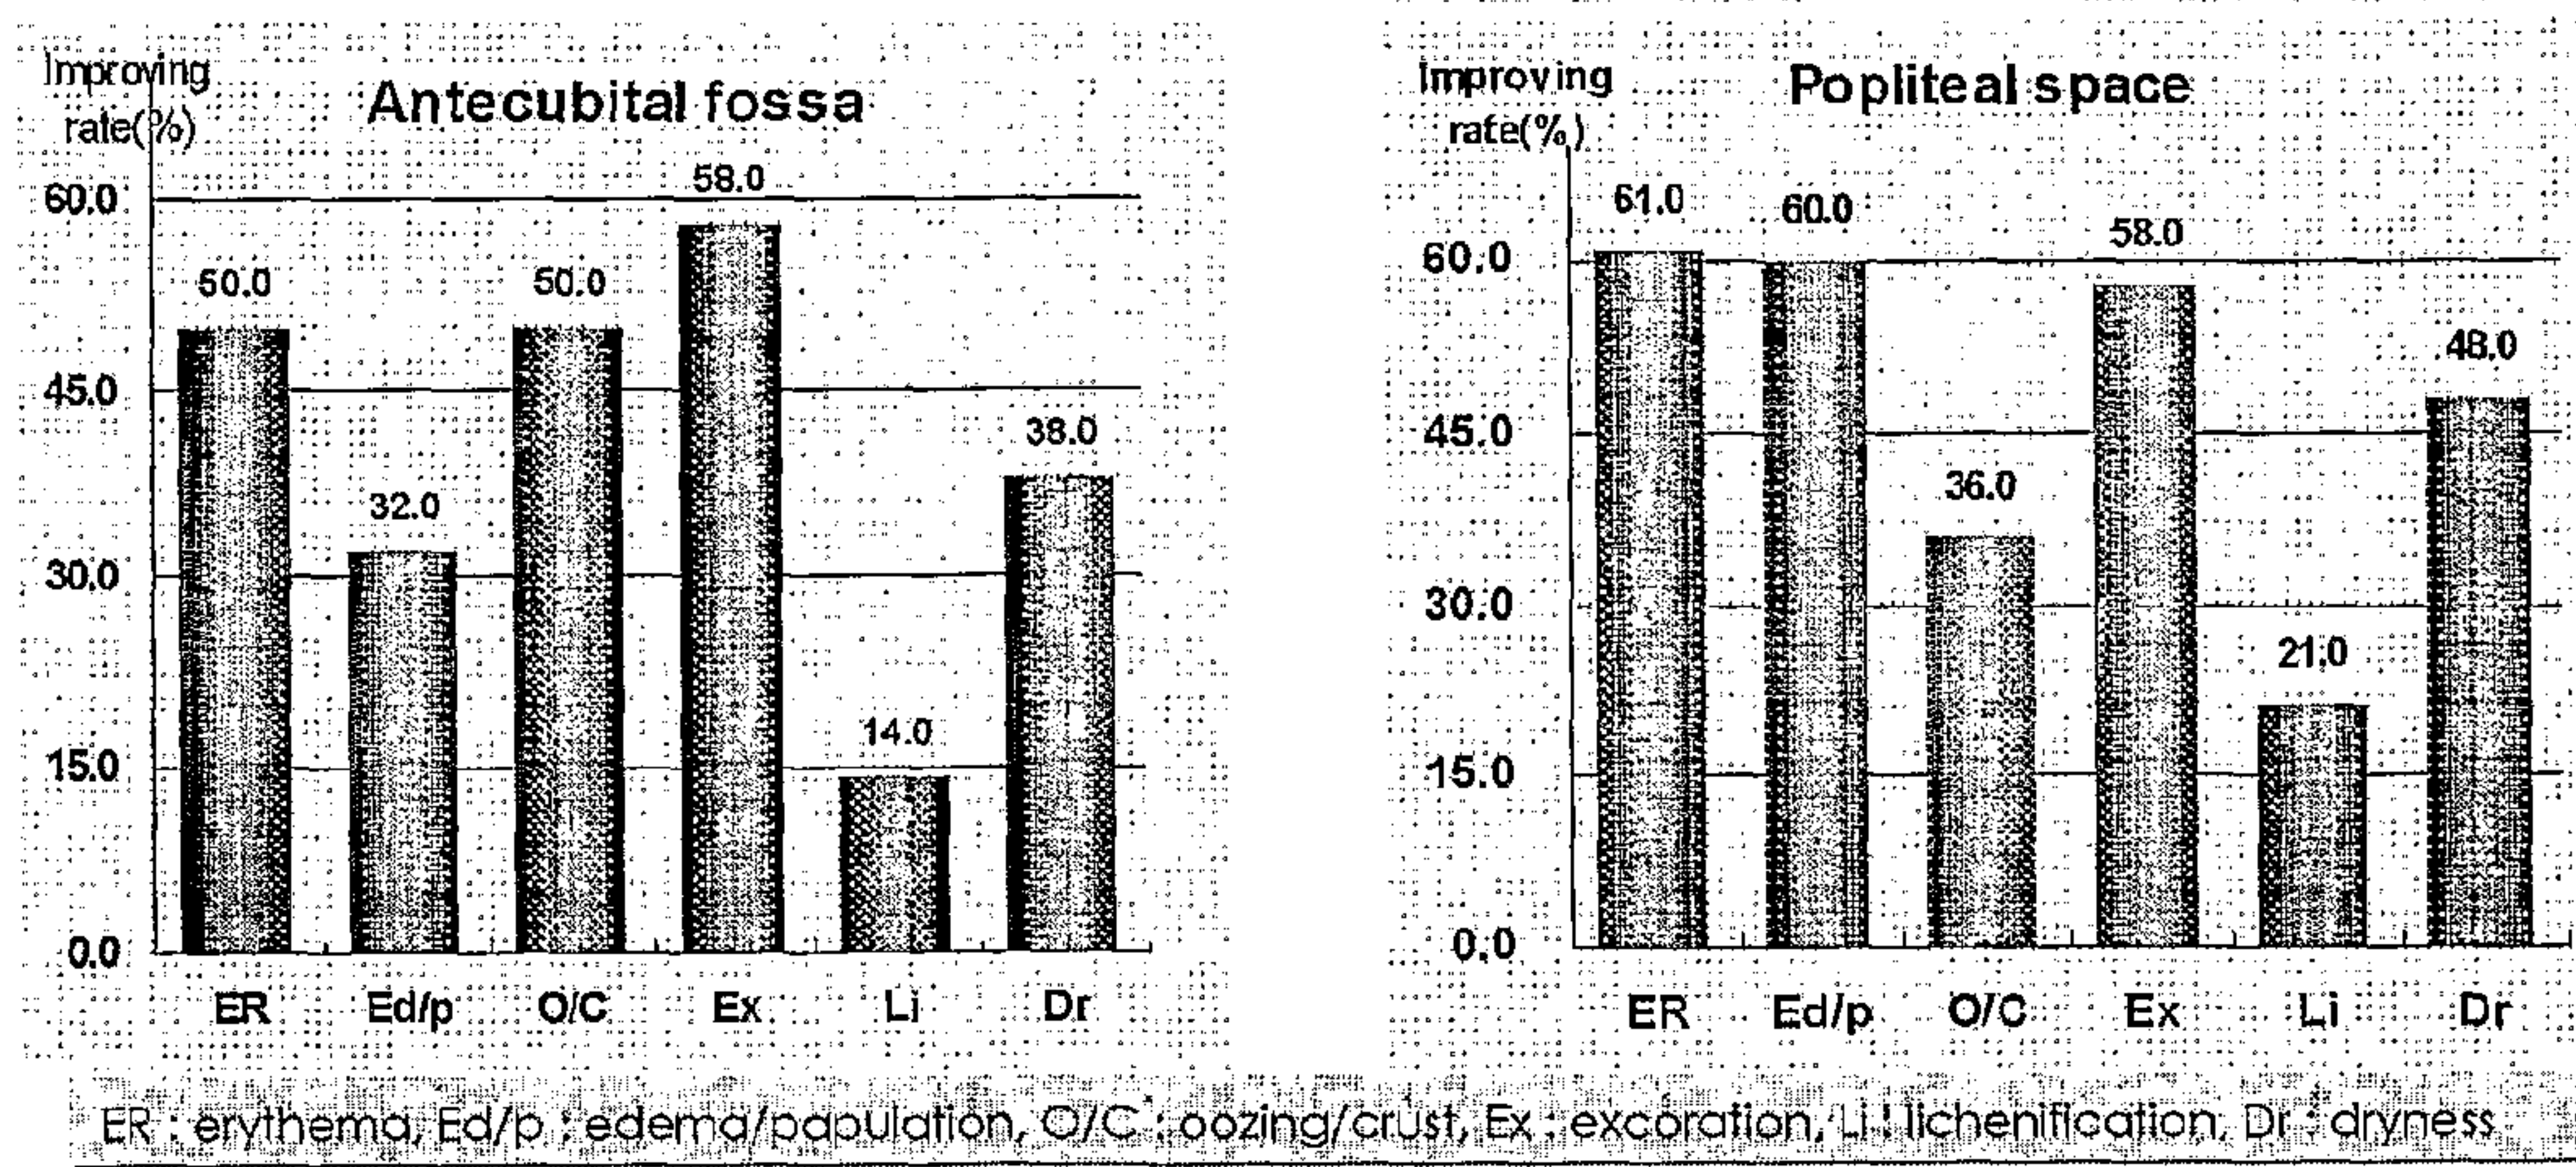 Improving
rate(%)
Antecubital fossa
60.0
45.0
30.0
15.0
0.0
50.0
32.0
50.0
58.0
14.0
38.0
ER Ed/p O/C Ex Li Dr
Improving
rate(%)
Popliteal space
60.0
45.0
30.0
15.0
0.0
61.0
60.0
36.0
58.0
21.0
48.0
ER Ed/p O/C Ex Li Dr
ER : erythema, Ed/p : edema/papulation, O/C : oozing/crust, Ex : excoration, Li : lichenification, Dr : dryness